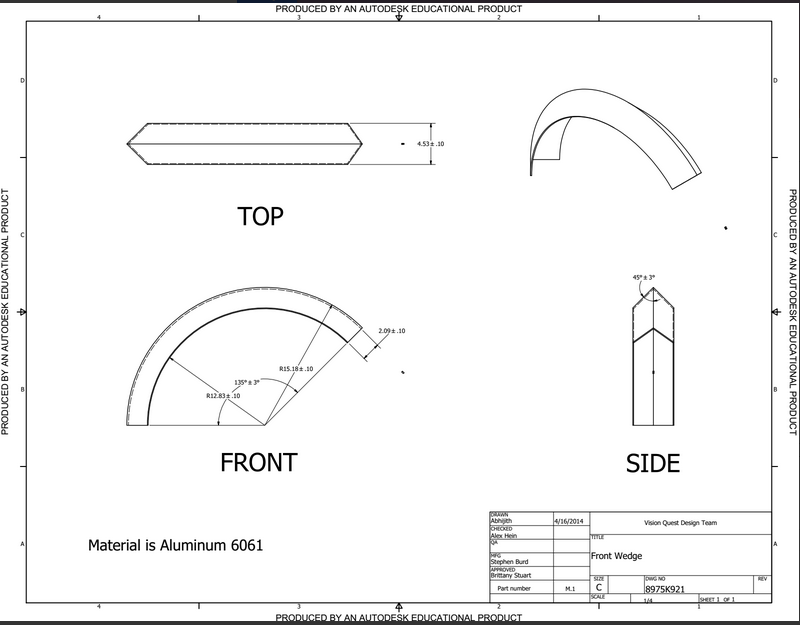 PRODUCED BY AN AUTODESK EDUCATIONAL PRODUCT
4
3
2
1
D
D
4.53± .10
TOP
PRODUCED BY AN AUTODESK EDUCATIONAL PRODUCT
PRODUCED BY AN AUTODESK EDUCATIONAL PRODUCT
C
C
45°± 3°
2.09± .10
R15.18± .10
135°± 3°
R12.83± .10
B
B
FRONT
SIDE
Material is Aluminum 6061
A
A
DRAWN
Abhijith
4/16/2014
CHECKED
Alex Hein
QA
MFG
Stephen Burd
APPROVED
Brittany Stuart
Part number
M.1
Vision Quest Design Team
TITLE
Front Wedge
SIZE
C
DWG NO
8975K921
REV
SCALE
1/4
SHEET 1 OF 1
4
3
2
1
PRODUCED BY AN AUTODESK EDUCATIONAL PRODUCT